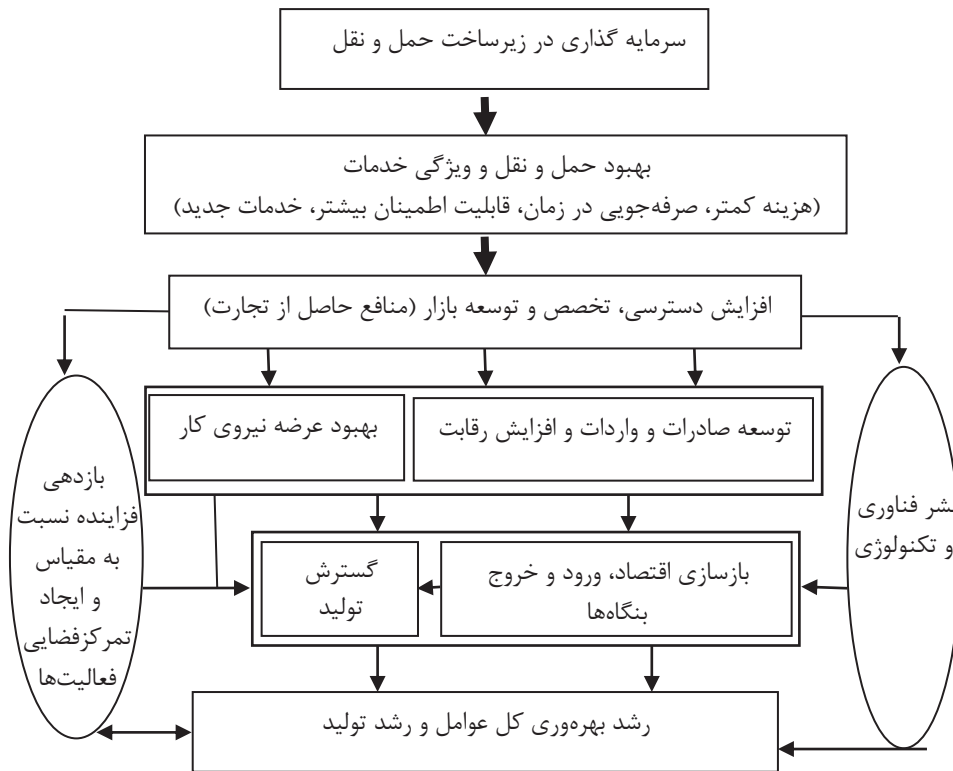 سرمایه گذاری در زیرساخت حمل و نقل
بهبود حمل و نقل و ویژگی خدمات
(هزینه کمتر، صرفه‌جویی در زمان، قابلیت اطمینان بیشتر، خدمات جدید)
افزایش دسترسی، تخصص و توسعه بازار (منافع حاصل از تجارت)
توسعه صادرات و واردات و افزایش رقابت
بهبود عرضه نیروی کار
فناوری
و تکنولوژی
بازدهی
فزاینده نسبت
به مقیاس
و ایجاد
تمرکزفضایی
فعالیت‌ها
بازسازی اقتصاد، ورود و خروج
بنگاه‌ها
گسترش
تولید
رشد بهره‌وری کل عوامل و رشد تولید